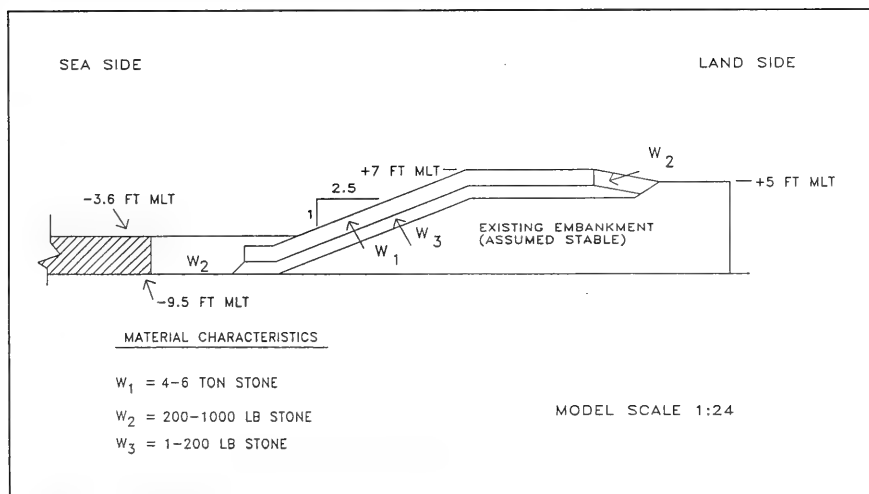 SEA SIDE
LAND SIDE
+7 FT MLT
W2
2.5
+5 FT MLT
-3.6 FT MLT
1
EXISTING EMBANKMENT
(ASSUMED STABLE)
W3
W1
W2
-9.5 FT MLT
MATERIAL CHARACTERISTICS
W1 = 4-6 TON STONE
W2 = 200-1000 LB STONE
MODEL SCALE 1:24
W3 = 1-200 LB STONE